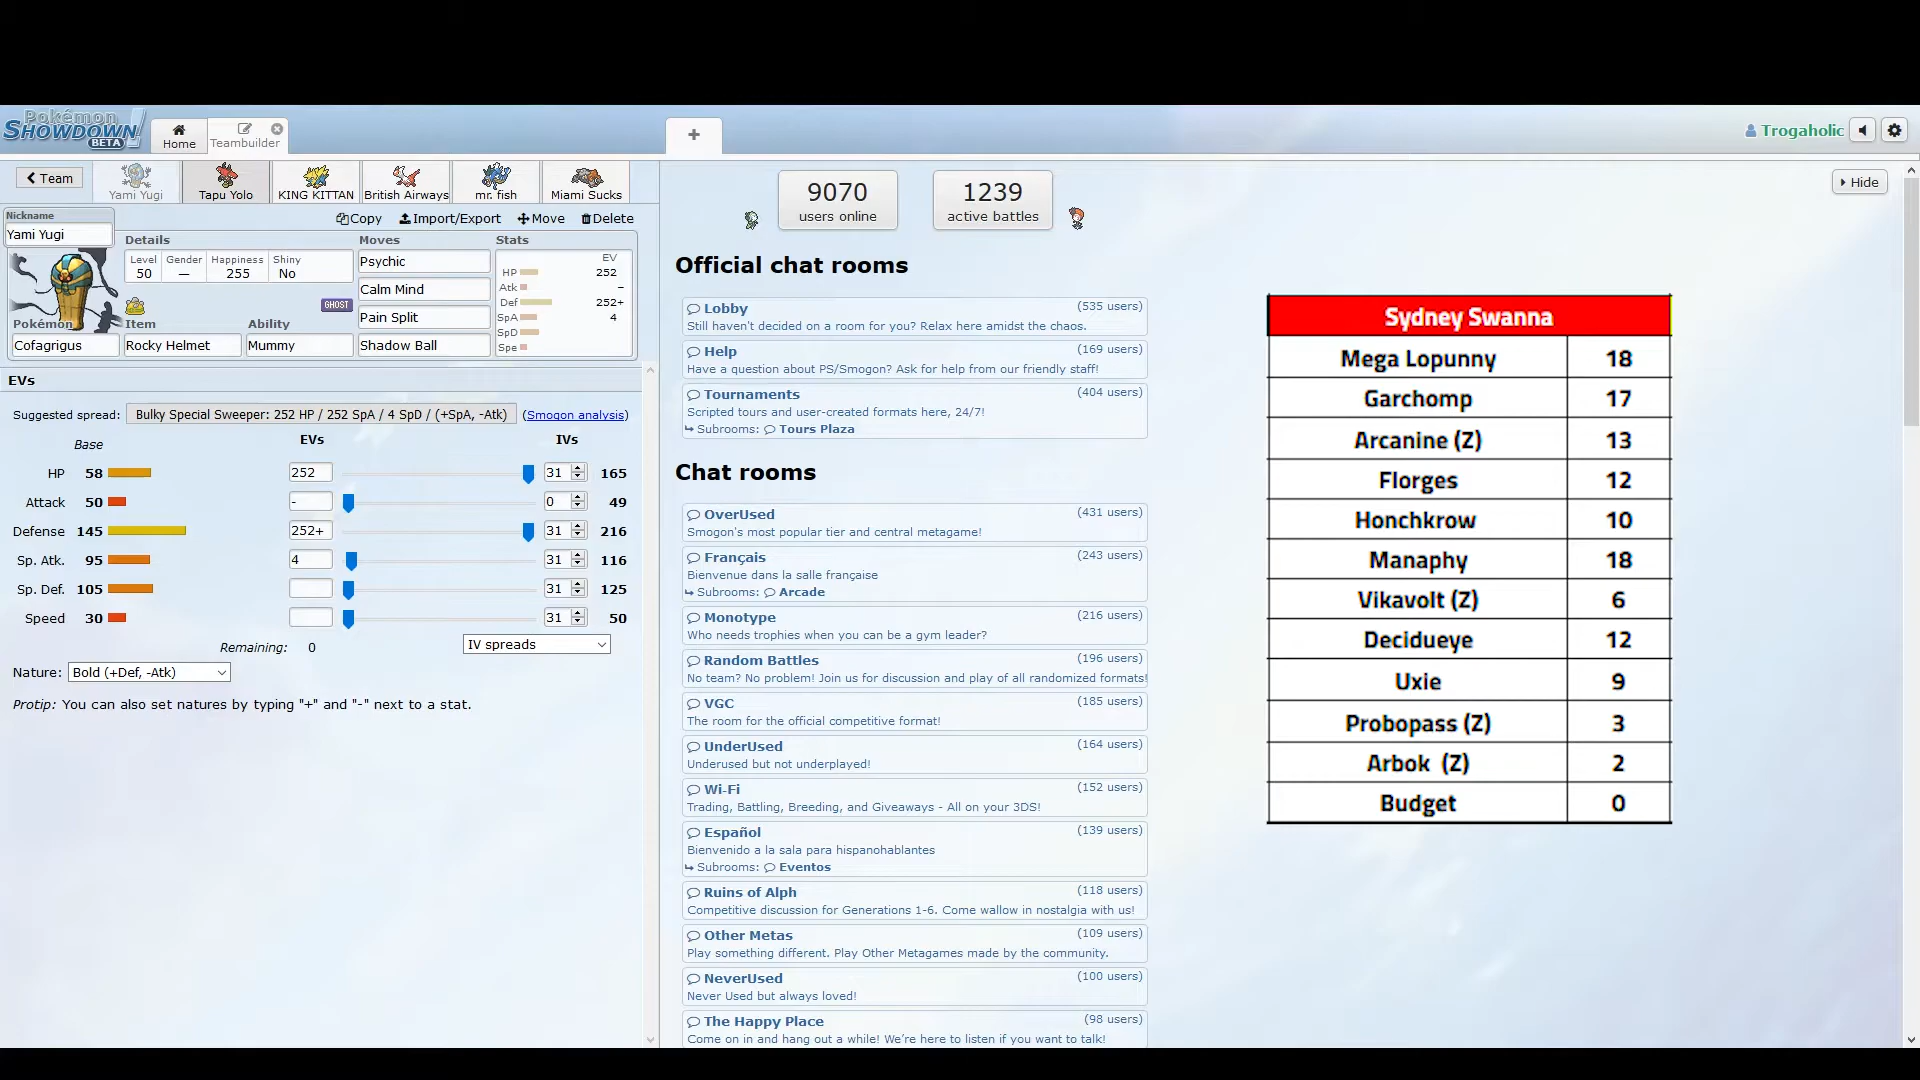 Pokémon
SHOWDOWN!
BETA
Home
Teambuilder
+
Trogaholic
Team
Yami Yugi
Tapu Yolo
KING KITTAN
British Airways
mr. fish
Miami Sucks
Copy
Import/Export
Move
Delete
Nickname
Yami Yugi
Details
Level
50
Gender
—
Happiness
255
Shiny
No
GHOST
Pokémon
Cofagrigus
Item
Rocky Helmet
Ability
Mummy
Moves
Psychic
Calm Mind
Pain Split
Shadow Ball
Stats
EV
HP 252
Atk –
Def 252+
SpA 4
SpD
Spe
EVs
Suggested spread: Bulky Special Sweeper: 252 HP / 252 SpA / 4 SpD / (+SpA, -Atk) (Smogon analysis)
Base EVs IVs
HP 58 252 31 165
Attack 50 - 0 49
Defense 145 252+ 31 216
Sp. Atk. 95 4 31 116
Sp. Def. 105 31 125
Speed 30 31 50
Remaining: 0
IV spreads
Nature: Bold (+Def, -Atk)
Protip: You can also set natures by typing "+" and "-" next to a stat.
9070
users online
1239
active battles
Hide
Official chat rooms
Lobby (535 users)
Still haven't decided on a room for you? Relax here amidst the chaos.
Help (169 users)
Have a question about PS/Smogon? Ask for help from our friendly staff!
Tournaments (404 users)
Scripted tours and user-created formats here, 24/7!
Subrooms: Tours Plaza
Chat rooms
OverUsed (431 users)
Smogon's most popular tier and central metagame!
Français (243 users)
Bienvenue dans la salle française
Subrooms: Arcade
Monotype (216 users)
Who needs trophies when you can be a gym leader?
Random Battles (196 users)
No team? No problem! Join us for discussion and play of all randomized formats!
VGC (185 users)
The room for the official competitive format!
UnderUsed (164 users)
Underused but not underplayed!
Wi-Fi (152 users)
Trading, Battling, Breeding, and Giveaways - All on your 3DS!
Español (139 users)
Bienvenido a la sala para hispanohablantes
Subrooms: Eventos
Ruins of Alph (118 users)
Competitive discussion for Generations 1-6. Come wallow in nostalgia with us!
Other Metas (109 users)
Play something different. Play Other Metagames made by the community.
NeverUsed (100 users)
Never Used but always loved!
The Happy Place (98 users)
Come on in and hang out a while! We're here to listen if you want to talk!
Sydney Swanna
Mega Lopunny 18
Garchomp 17
Arcanine (Z) 13
Florges 12
Honchkrow 10
Manaphy 18
Vikavolt (Z) 6
Decidueye 12
Uxie 9
Probopass (Z) 3
Arbok (Z) 2
Budget 0